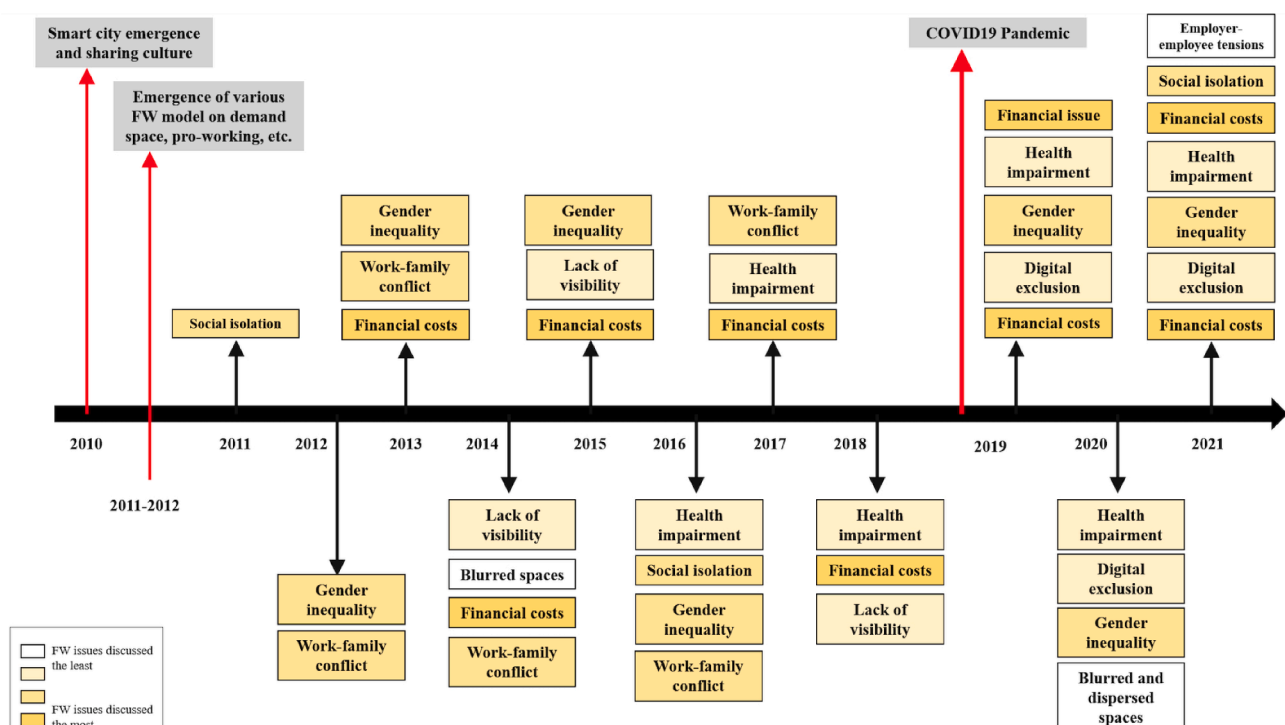 Smart city emergence
and sharing culture
Emergence of various
FW model on demand
space, pro-working, etc.
COVID19 Pandemic
Employer-
employee tensions
Social isolation
Financial costs
Health
impairment
Gender
inequality
Digital
exclusion
Financial costs
Financial issue
Health
impairment
Gender
inequality
Digital
exclusion
Financial costs
Work-family
conflict
Health
impairment
Financial costs
Gender
inequality
Lack of
visibility
Financial costs
Gender
inequality
Work-family
conflict
Financial costs
Social isolation
2010
2011
2012
2013
2014
2015
2016
2017
2018
2019
2020
2021
2011-2012
Gender
inequality
Work-family
conflict
Lack of
visibility
Blurred spaces
Financial costs
Work-family
conflict
Health
impairment
Social isolation
Gender
inequality
Work-family
conflict
Health
impairment
Financial costs
Lack of
visibility
Health
impairment
Digital
exclusion
Gender
inequality
Blurred and
dispersed
spaces
FW issues discussed
the least
FW issues discussed
the most